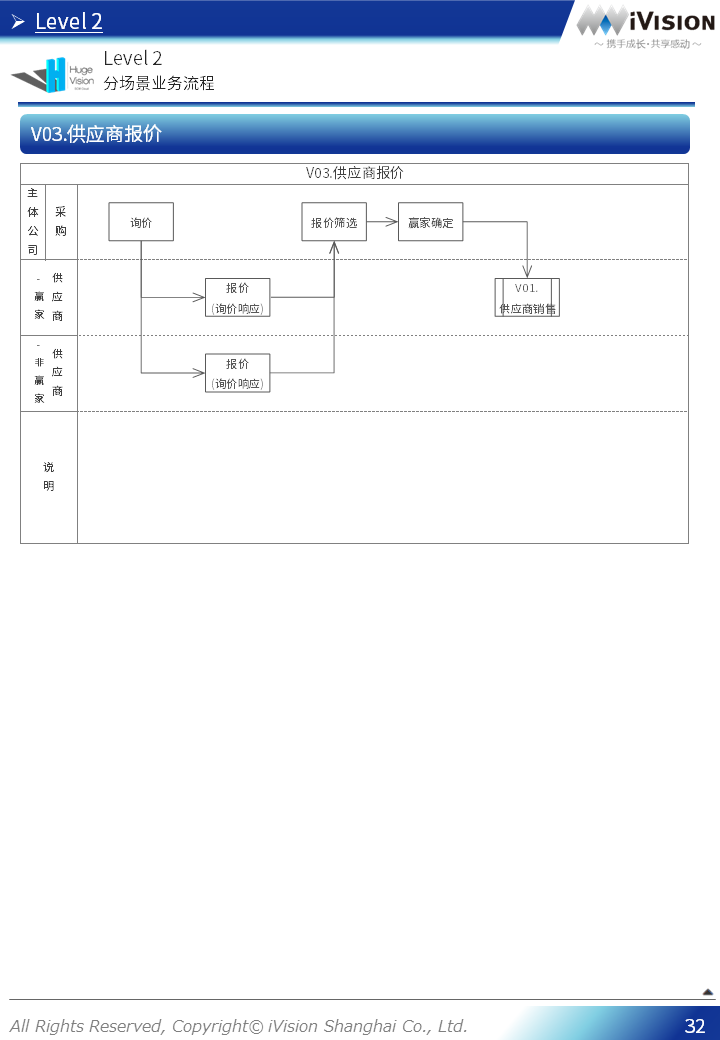 Level 2
iVISION
～ 携手成长·共享感动 ～
Huge
Vision
Level 2
分场景业务流程
V03.供应商报价
V03.供应商报价
主体公司
采购
询价
报价筛选
赢家确定
供应商
-赢家
报价
(询价响应)
V01.
供应商销售
供应商
-非赢家
报价
(询价响应)
说明
All Rights Reserved, Copyright© iVision Shanghai Co., Ltd.
32